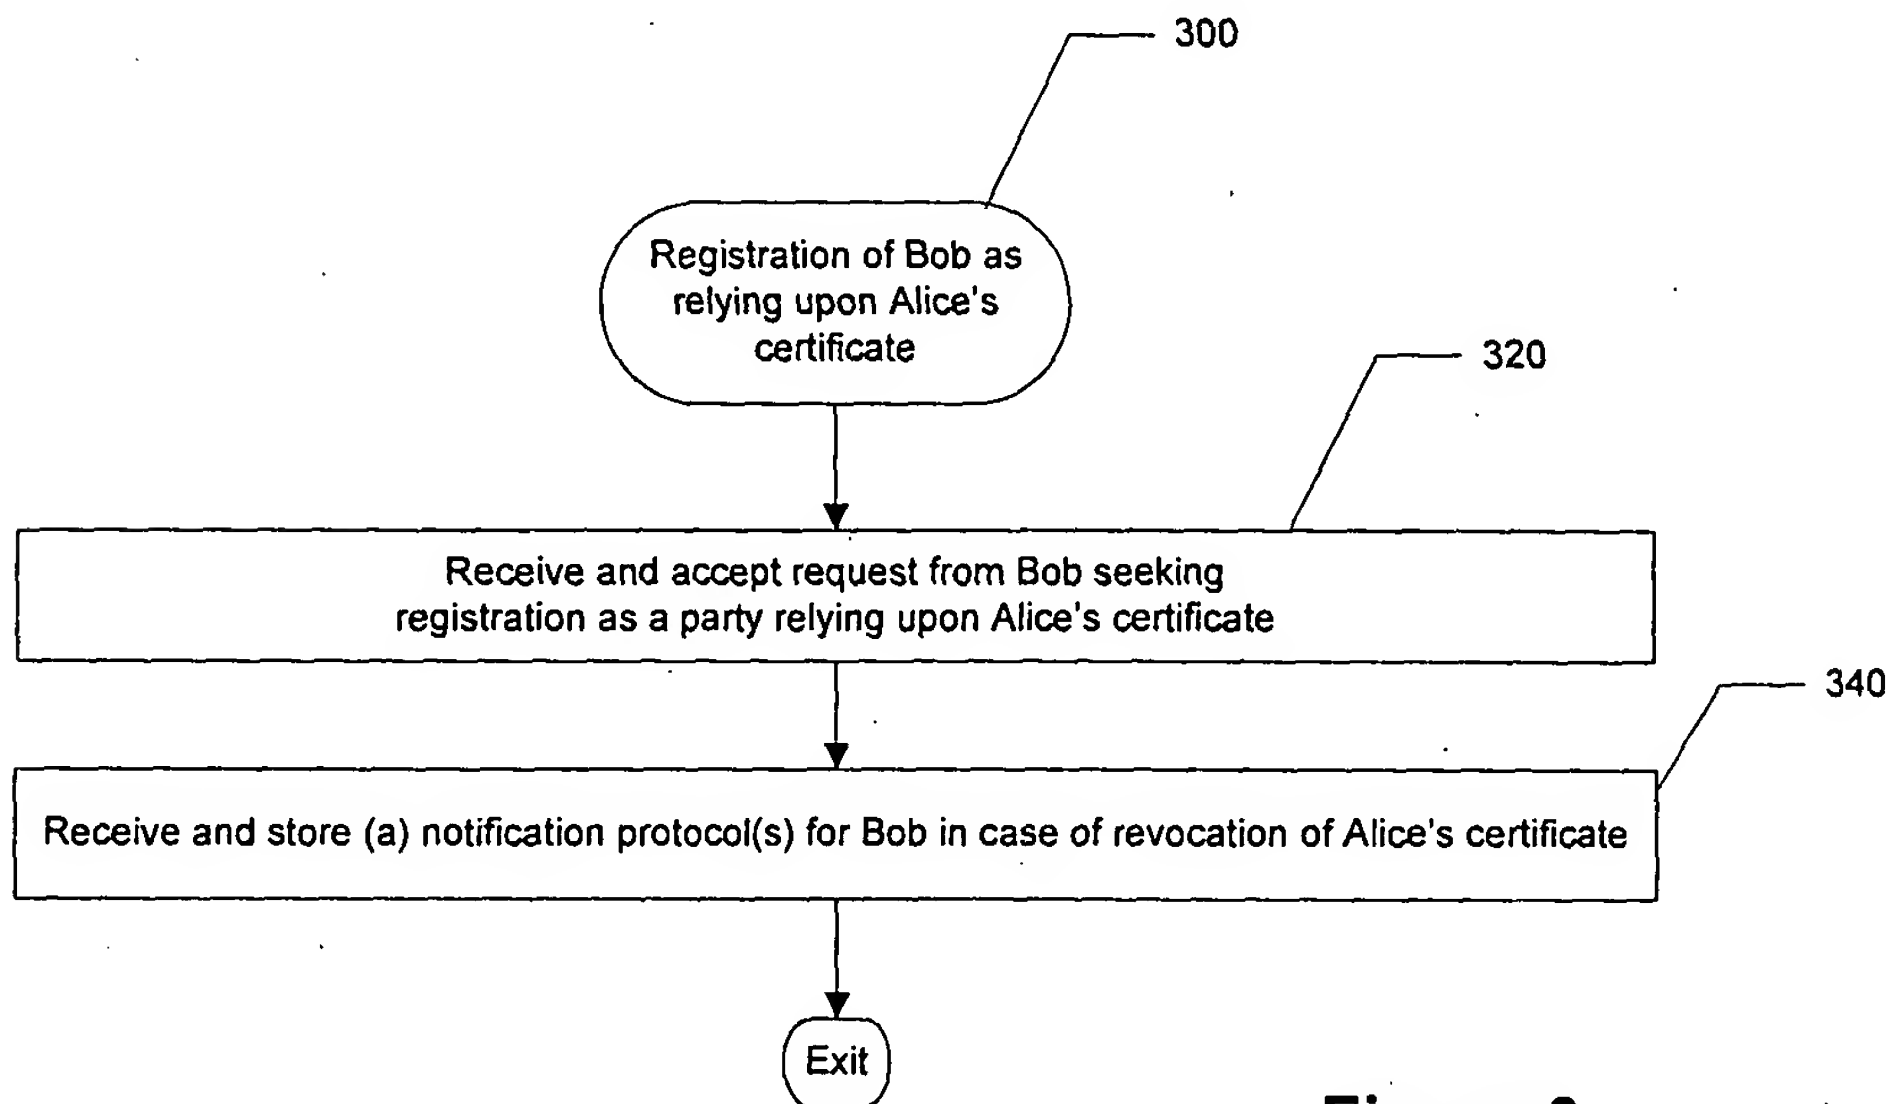 300
Registration of Bob as
relying upon Alice's
certificate
320
Receive and accept request from Bob seeking
registration as a party relying upon Alice's certificate
340
Receive and store (a) notification protocol(s) for Bob in case of revocation of Alice's certificate
Exit